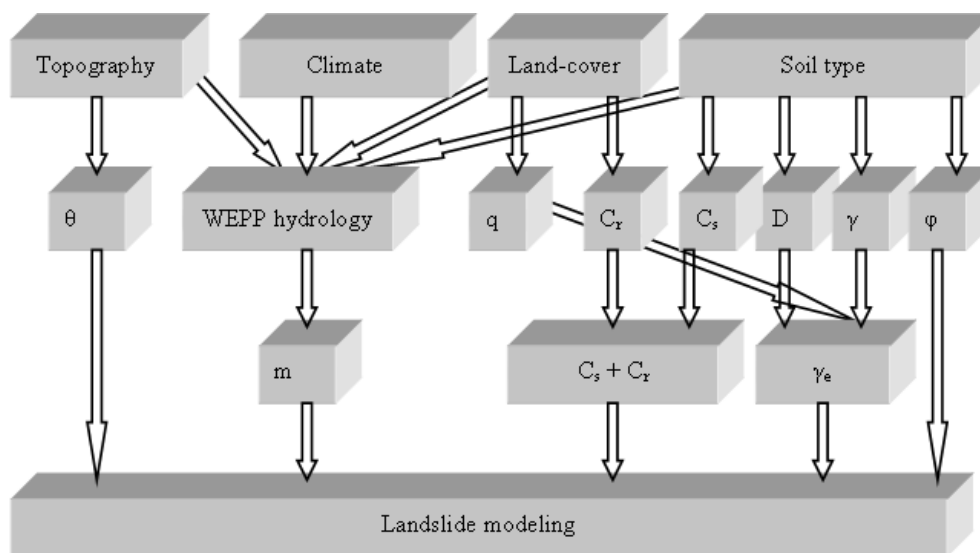 Topography
Climate
Land-cover
Soil type
θ
WEPP hydrology
q
Cᵣ
Cₛ
D
γ
φ
m
Cₛ + Cᵣ
γₑ
Landslide modeling